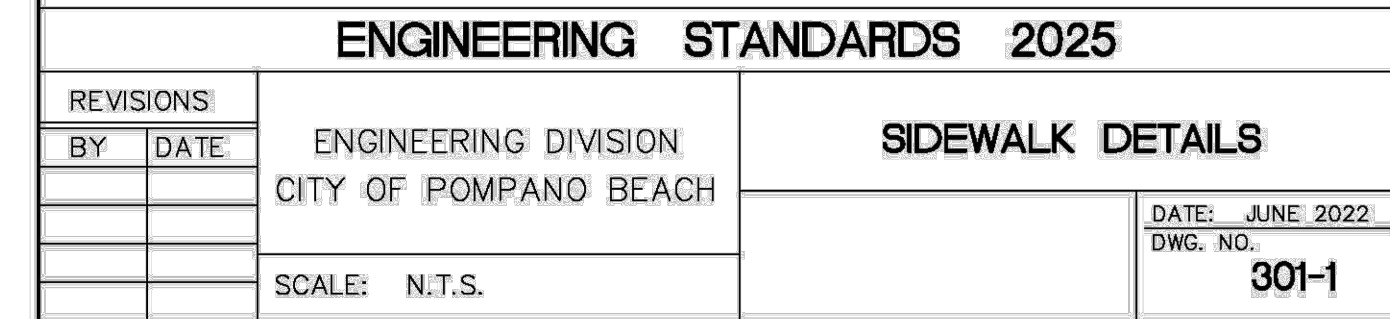 ENGINEERING STANDARDS 2025
REVISIONS
BY DATE
ENGINEERING DIVISION
CITY OF POMPANO BEACH
SCALE: N.T.S.
SIDEWALK DETAILS
DATE: JUNE 2022
DWG. NO.
301-1